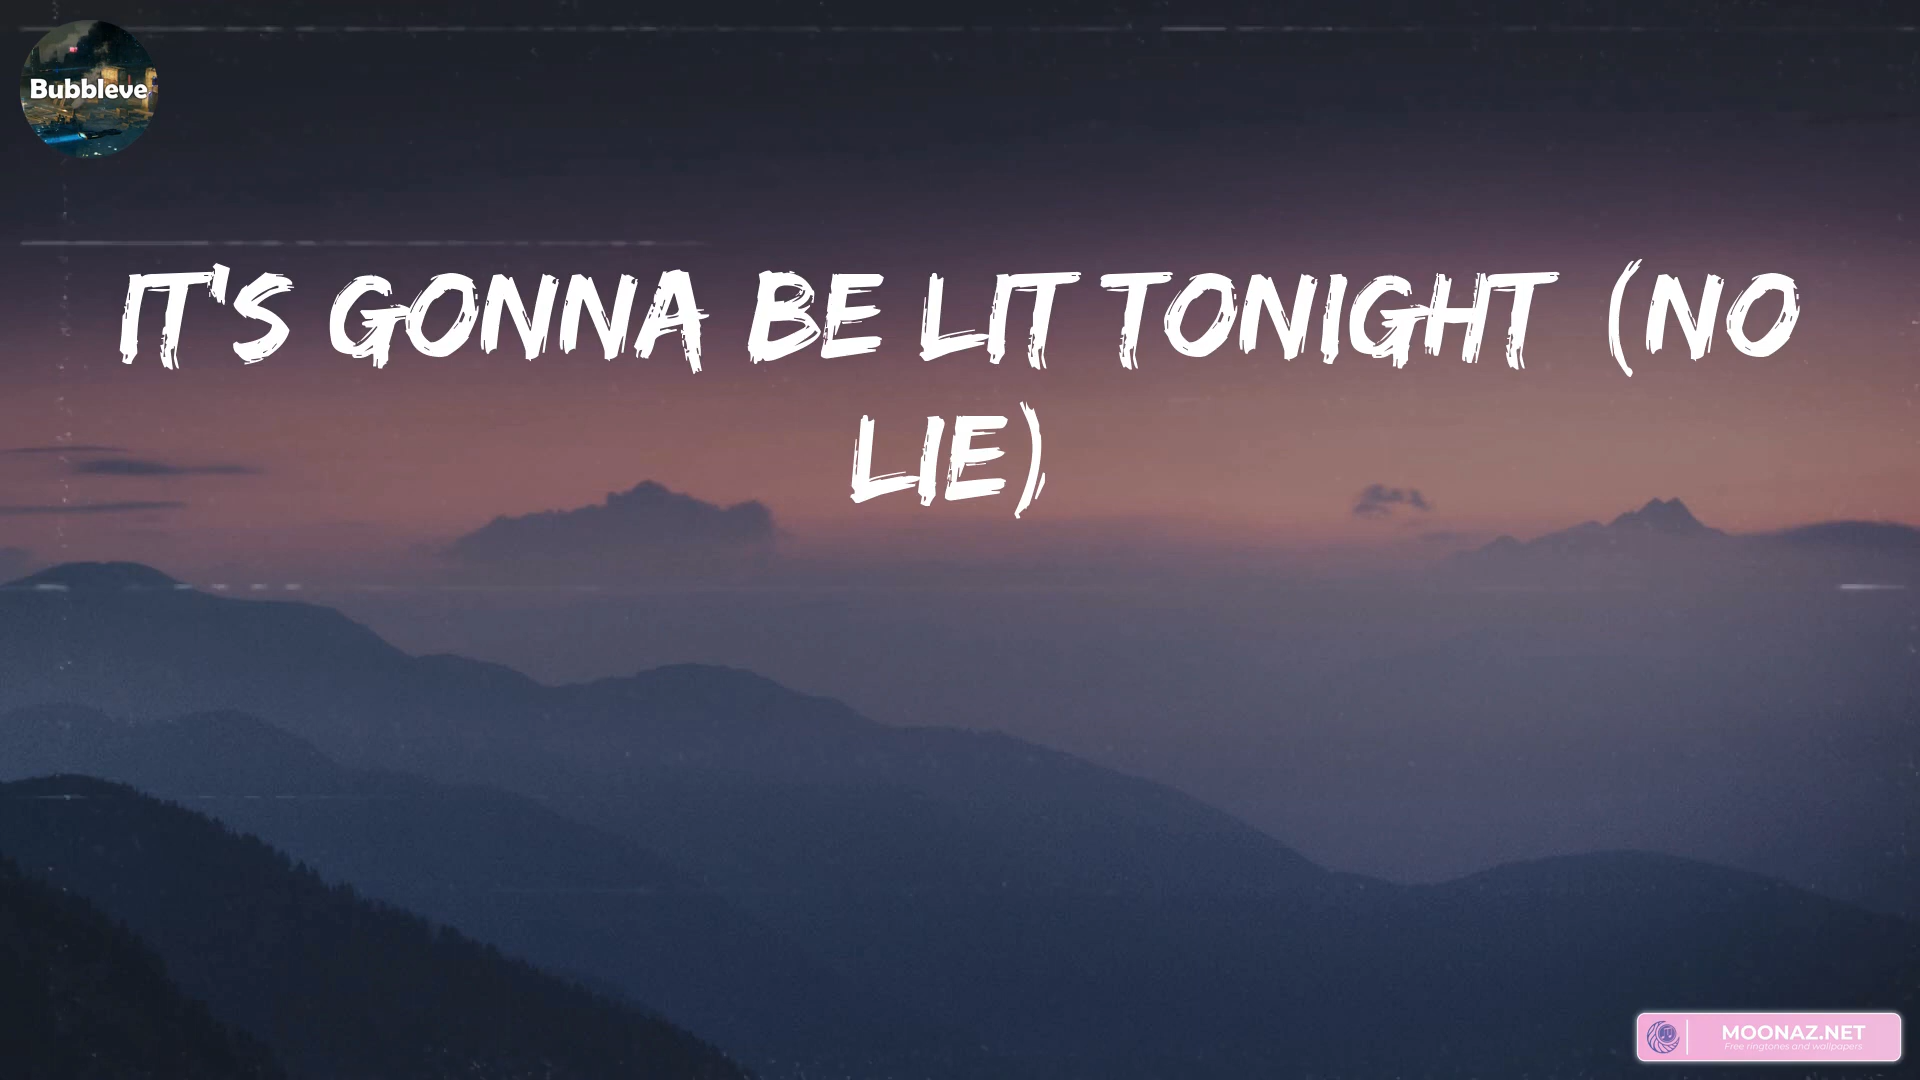 Bubbleve
IT'S GONNA BE LIT TONIGHT (NO
LIE)
MOONAZ.NET
Free ringtones and wallpapers